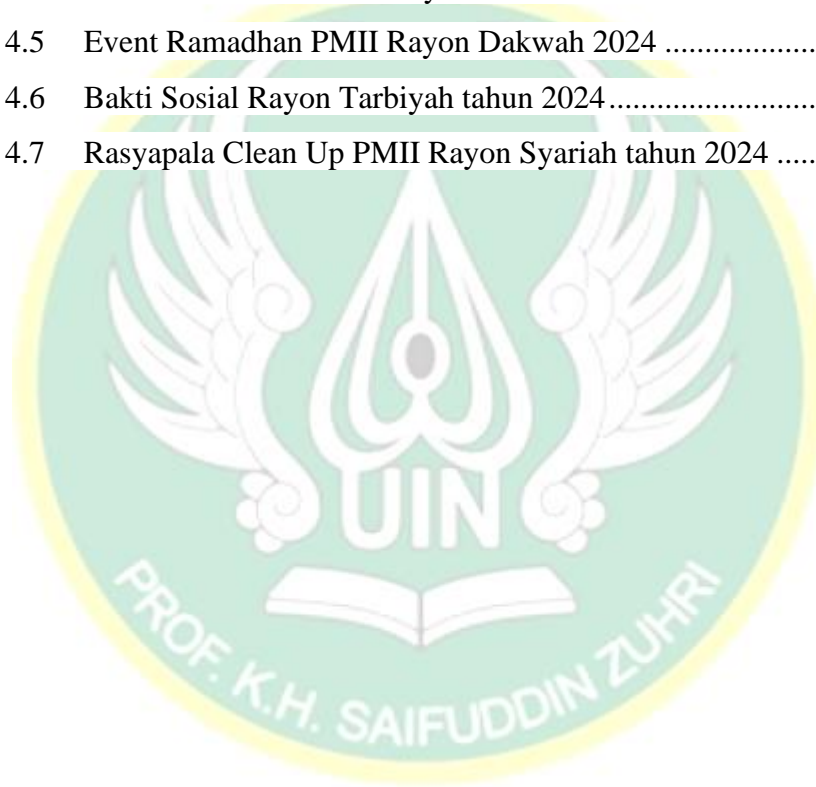 4.5 Event Ramadhan PMII Rayon Dakwah 2024 ...................
4.6 Bakti Sosial Rayon Tarbiyah tahun 2024..........................
4.7 Rasyapala Clean Up PMII Rayon Syariah tahun 2024 .....
UIN
PROF. K.H. SAIFUDDIN ZUHRI